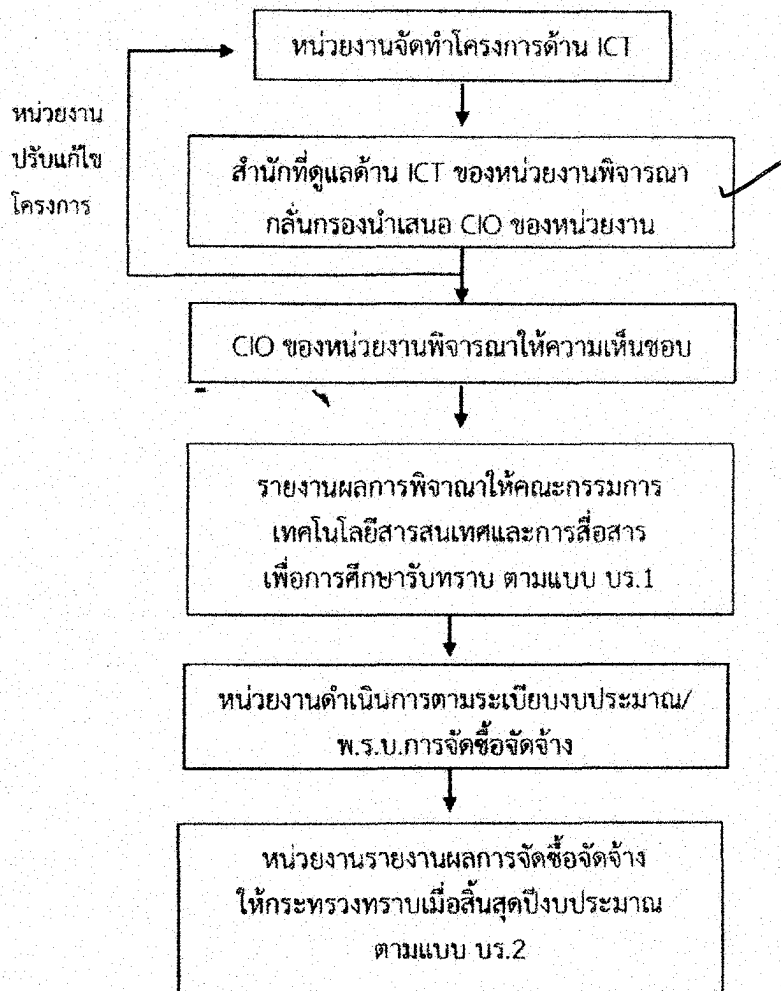 หน่วยงานจัดทำโครงการด้าน ICT
หน่วยงาน
ปรับแก้ไข
โครงการ
สำนักที่ดูแลด้าน ICT ของหน่วยงานพิจารณา
กลั่นกรองนำเสนอ CIO ของหน่วยงาน
CIO ของหน่วยงานพิจารณาให้ความเห็นชอบ
รายงานผลการพิจาณาให้คณะกรรมการ
เทคโนโลยีสารสนเทศและการสื่อสาร
เพื่อการศึกษารับทราบ ตามแบบ บร.1
หน่วยงานดำเนินการตามระเบียบงบประมาณ/
พ.ร.บ.การจัดซื้อจัดจ้าง
หน่วยงานรายงานผลการจัดซื้อจัดจ้าง
ให้กระทรวงทราบเมื่อสิ้นสุดปีงบประมาณ
ตามแบบ บร.2